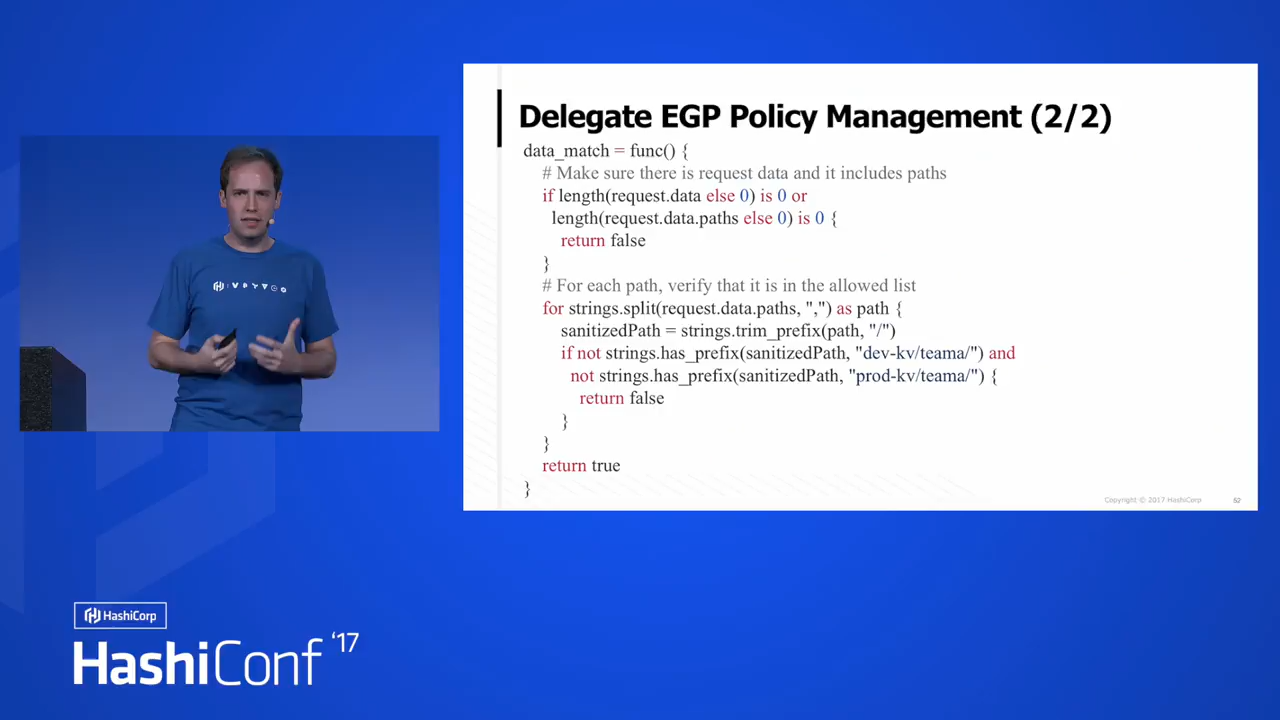 Delegate EGP Policy Management (2/2)
data_match = func() {
# Make sure there is request data and it includes paths
if length(request.data else 0) is 0 or
length(request.data.paths else 0) is 0 {
return false
}
# For each path, verify that it is in the allowed list
for strings.split(request.data.paths, ",") as path {
sanitizedPath = strings.trim_prefix(path, "/")
if not strings.has_prefix(sanitizedPath, "dev-kv/teama/") and
not strings.has_prefix(sanitizedPath, "prod-kv/teama/") {
return false
}
}
return true
}
Copyright © 2017 HashiCorp
62
HashiCorp
HashiConf '17